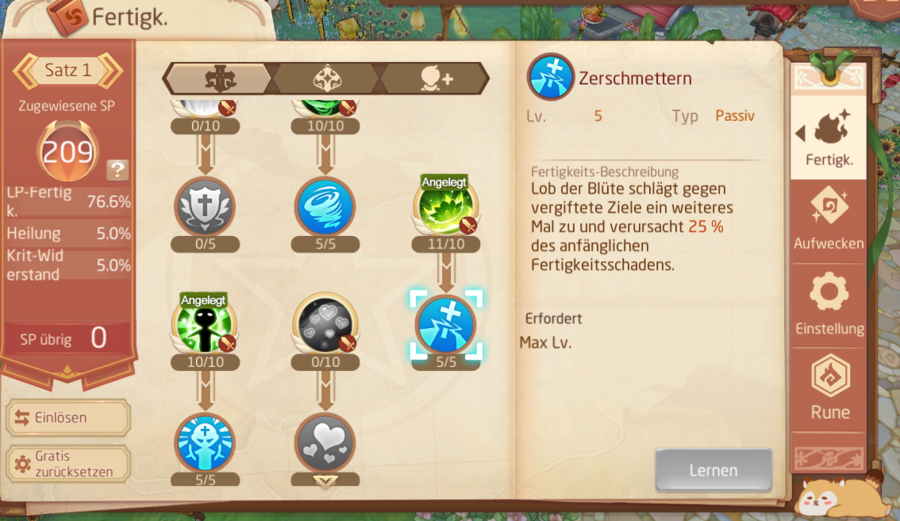 Fertigk.
Satz 1
Zugewiesene SP
209
?
LP-Fertig
k.
76.6%
Heilung
5.0%
Krit-Wid
erstand
5.0%
SP übrig 0
Einlösen
Gratis
zurücksetzen
0/10
10/10
0/5
5/5
Angelegt
11/10
Angelegt
10/10
0/10
5/5
5/5
Zerschmettern
Lv. 5 Typ Passiv
Fertigkeits-Beschreibung
Lob der Blüte schlägt gegen
vergiftete Ziele ein weiteres
Mal zu und verursacht 25 %
des anfänglichen
Fertigkeitsschadens.
Erfordert
Max Lv.
Lernen
Fertigk.
Aufwecken
Einstellung
Rune